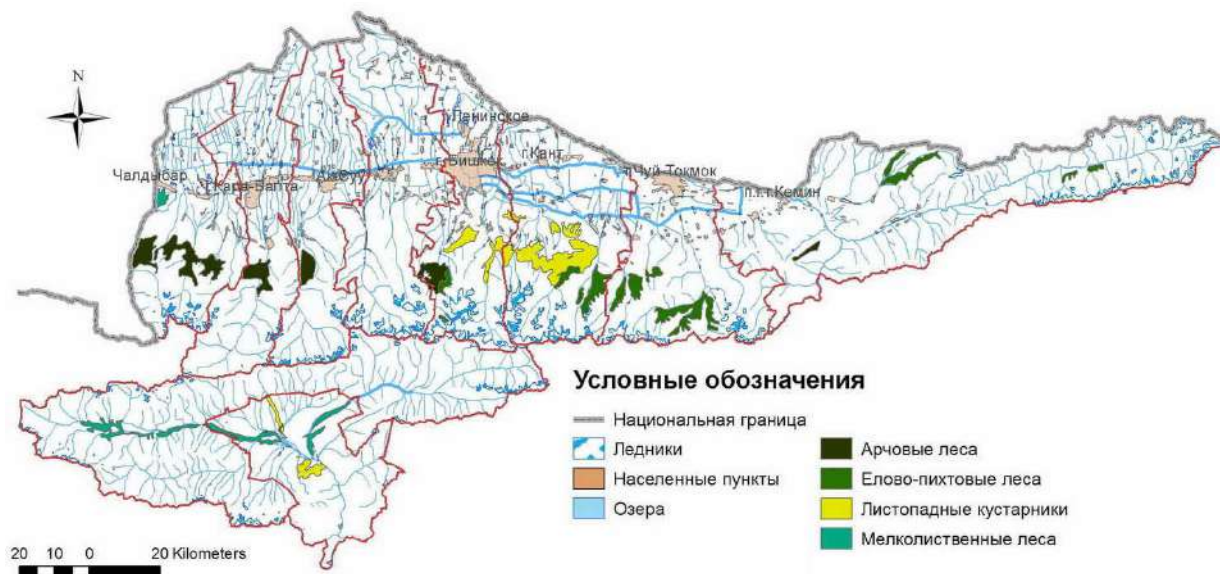 N
Ленинское
г.Бишкек
г.Кант
Чуй-Токмок
Чалдыбар
г.Кара-Балта
п.г.т.Кемин
Условные обозначения
Национальная граница
Ледники
Населенные пункты
Озера
Арчовые леса
Елово-пихтовые леса
Листопадные кустарники
Мелколиственные леса
20 10 0 20 Kilometers